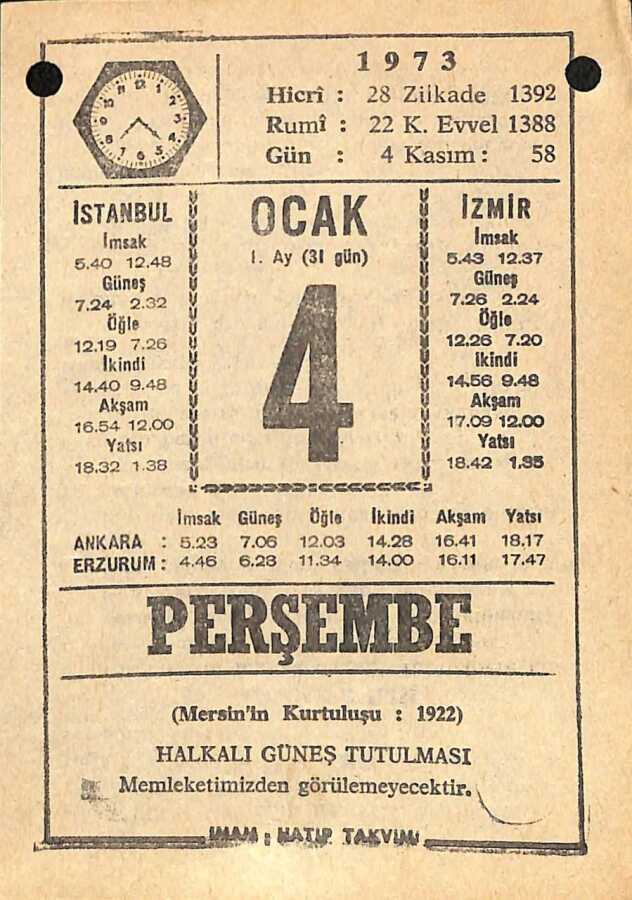 1973
Hicrî : 28 Zilkade 1392
Rumî : 22 K. Evvel 1388
Gün : 4 Kasım : 58
İSTANBUL
İmsak
5.40 12.48
Güneş
7.24 2.32
Öğle
12.19 7.26
İkindi
14.40 9.48
Akşam
16.54 12.00
Yatsı
18.32 1.38
OCAK
1. Ay (31 gün)
4
İZMİR
İmsak
5.43 12.37
Güneş
7.26 2.24
Öğle
12.26 7.20
İkindi
14.56 9.48
Akşam
17.09 12.00
Yatsı
18.42 1.35
İmsak Güneş Öğle İkindi Akşam Yatsı
ANKARA : 5.23 7.06 12.03 14.28 16.41 18.17
ERZURUM : 4.46 6.28 11.34 14.00 16.11 17.47
PERŞEMBE
(Mersin'in Kurtuluşu : 1922)
HALKALI GÜNEŞ TUTULMASI
Memleketimizden görülemeyecektir.
İMAM : HATİP TAKVİMİ